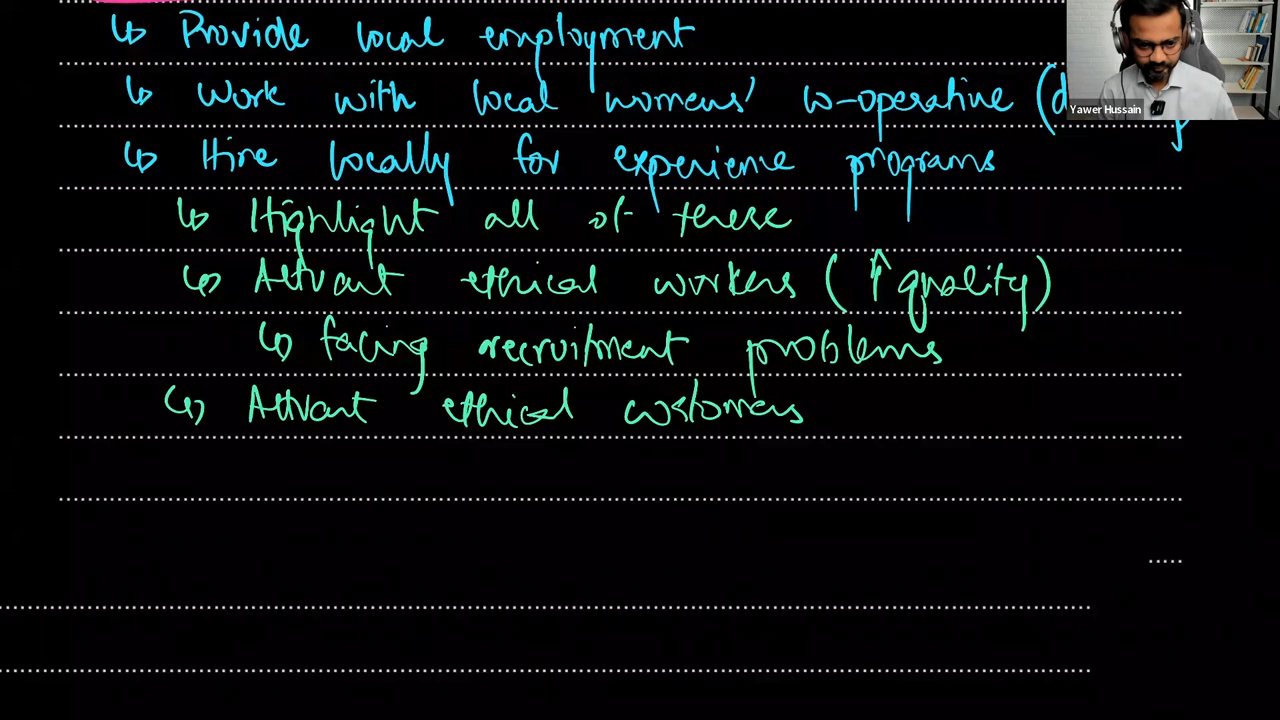 ↳ Provide local employment
↳ Work with local womens' co-operative (
↳ Hire locally for experience programs
↳ Highlight all of these
↳ Attract ethical workers (↑ quality)
↳ facing recruitment problems
↳ Attract ethical customers
Yawer Hussain